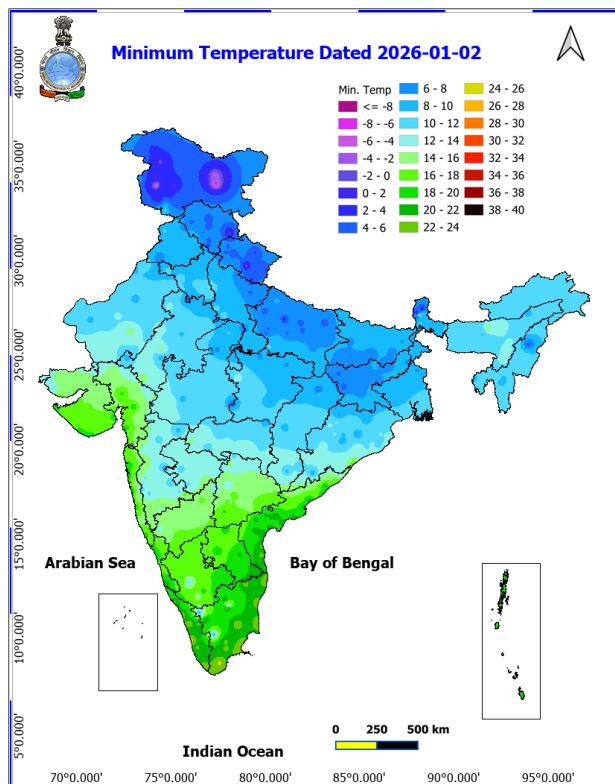 Minimum Temperature Dated 2026-01-02
Min. Temp
<= -8
-8 - -6
-6 - -4
-4 - -2
-2 - 0
0 - 2
2 - 4
4 - 6
6 - 8
8 - 10
10 - 12
12 - 14
14 - 16
16 - 18
18 - 20
20 - 22
22 - 24
24 - 26
26 - 28
28 - 30
30 - 32
32 - 34
34 - 36
36 - 38
38 - 40
40°0.000'
35°0.000'
30°0.000'
25°0.000'
20°0.000'
15°0.000'
10°0.000'
5°0.000'
Arabian Sea
Bay of Bengal
Indian Ocean
0 250 500 km
70°0.000' 75°0.000' 80°0.000' 85°0.000' 90°0.000' 95°0.000'